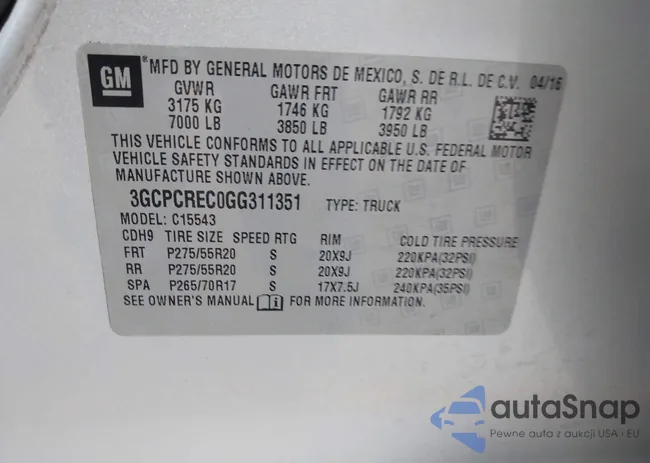 GM ® MFD BY GENERAL MOTORS DE MEXICO, S. DE R.L. DE C.V. 04/16
GVWR GAWR FRT GAWR RR
3175 KG 1746 KG 1792 KG
7000 LB 3850 LB 3950 LB
THIS VEHICLE CONFORMS TO ALL APPLICABLE U.S. FEDERAL MOTOR
VEHICLE SAFETY STANDARDS IN EFFECT ON THE DATE OF
MANUFACTURE SHOWN ABOVE.
3GCPCREC0GG311351 TYPE: TRUCK
MODEL: C15543
CDH9 TIRE SIZE SPEED RTG RIM COLD TIRE PRESSURE
FRT P275/55R20 S 20X9J 220KPA(32PSI)
RR P275/55R20 S 20X9J 220KPA(32PSI)
SPA P265/70R17 S 17X7.5J 240KPA(35PSI)
SEE OWNER'S MANUAL FOR MORE INFORMATION.
autaSnap
Pewne auta z aukcji USA i EU